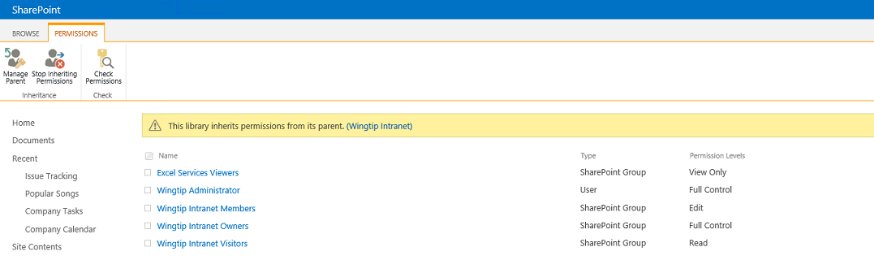 SharePoint
BROWSE PERMISSIONS
Manage Parent Stop Inheriting Permissions Check Permissions
Inheritance Check
Home
Documents
Recent
Issue Tracking
Popular Songs
Company Tasks
Company Calendar
Site Contents
This library inherits permissions from its parent. (Wingtip Intranet)
Name Type Permission Levels
Excel Services Viewers SharePoint Group View Only
Wingtip Administrator User Full Control
Wingtip Intranet Members SharePoint Group Edit
Wingtip Intranet Owners SharePoint Group Full Control
Wingtip Intranet Visitors SharePoint Group Read